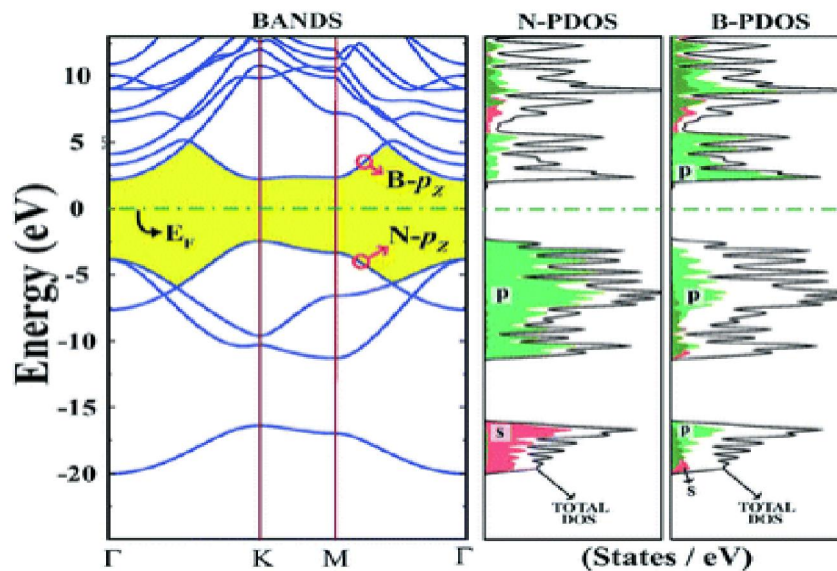 BANDS
N-PDOS
B-PDOS
Energy (eV)
10
5
0
-5
-10
-15
-20
B-pz
EF
N-pz
Γ
K
M
Γ
p
s
TOTAL
DOS
p
p
p
s
TOTAL
DOS
(States / eV)